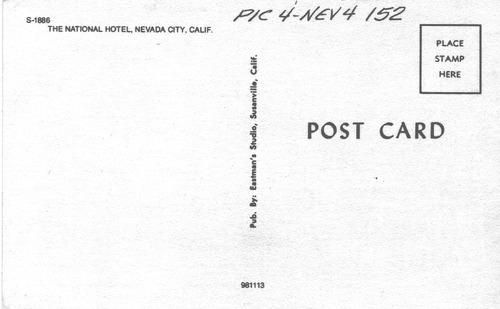 S-1886
THE NATIONAL HOTEL, NEVADA CITY, CALIF.
PIC 4-NEV4 152
PLACE
STAMP
HERE
POST CARD
Pub. By: Eastman's Studio, Susanville, Calif.
981113